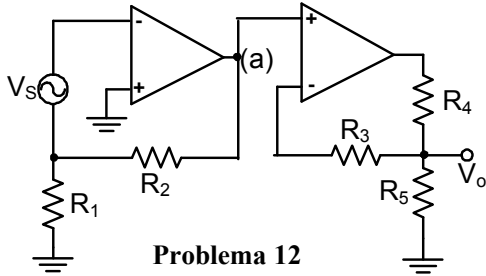 -
+
(a)
+
-
V_S
R_4
R_3
R_2
V_o
R_1
R_5
Problema 12